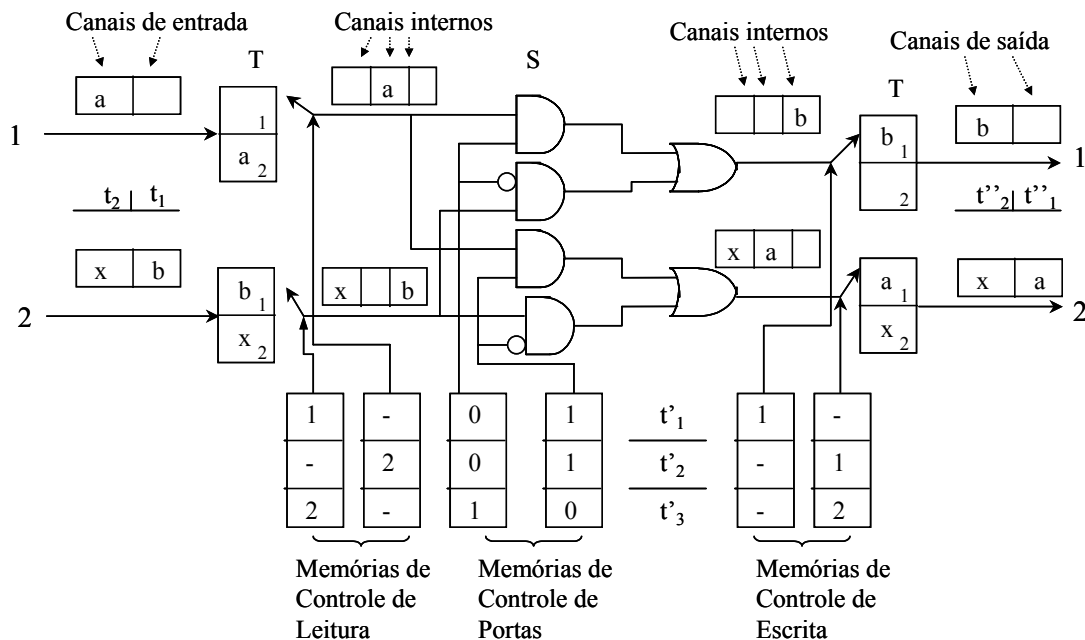 Canais de entrada
T
Canais internos
S
Canais internos
Canais de saída
T
a
a
b
b
1
1
a 2
b 1
2
1
t2 t1
t''2 t''1
x b
x b
x a
x a
2
b 1
x 2
a 1
x 2
2
1 - 0 1 t'1 1 -
- 2 0 1 t'2 - 1
2 - 1 0 t'3 - 2
Memórias de
Controle de
Leitura
Memórias de
Controle de
Portas
Memórias de
Controle de
Escrita